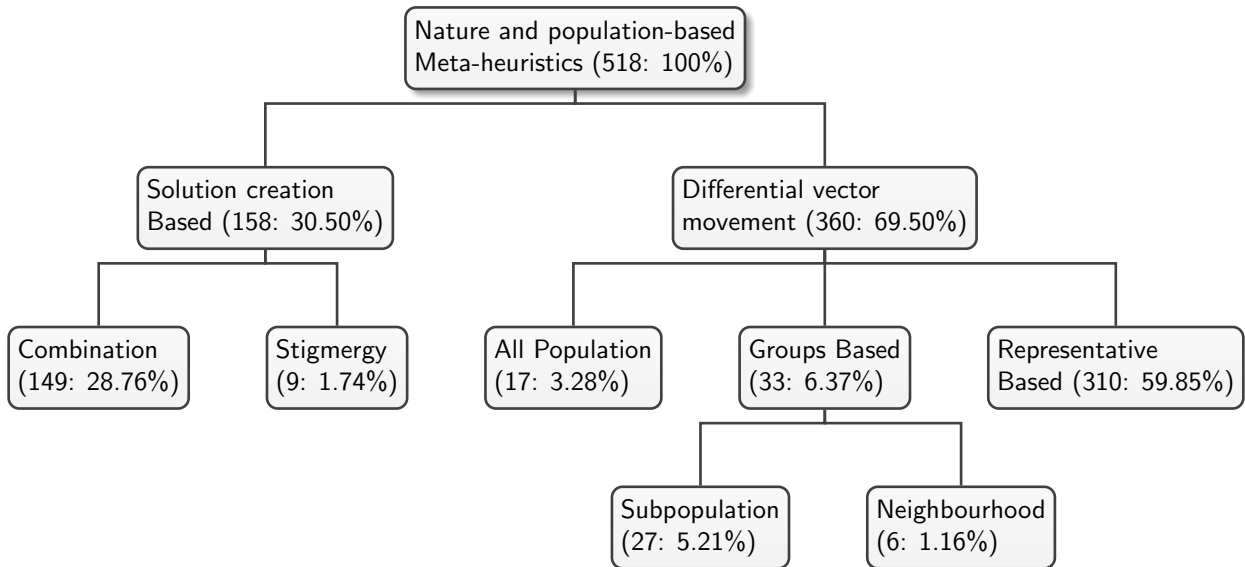 Nature and population-based
Meta-heuristics (518: 100%)
Solution creation
Based (158: 30.50%)
Differential vector
movement (360: 69.50%)
Combination
(149: 28.76%)
Stigmergy
(9: 1.74%)
All Population
(17: 3.28%)
Groups Based
(33: 6.37%)
Representative
Based (310: 59.85%)
Subpopulation
(27: 5.21%)
Neighbourhood
(6: 1.16%)